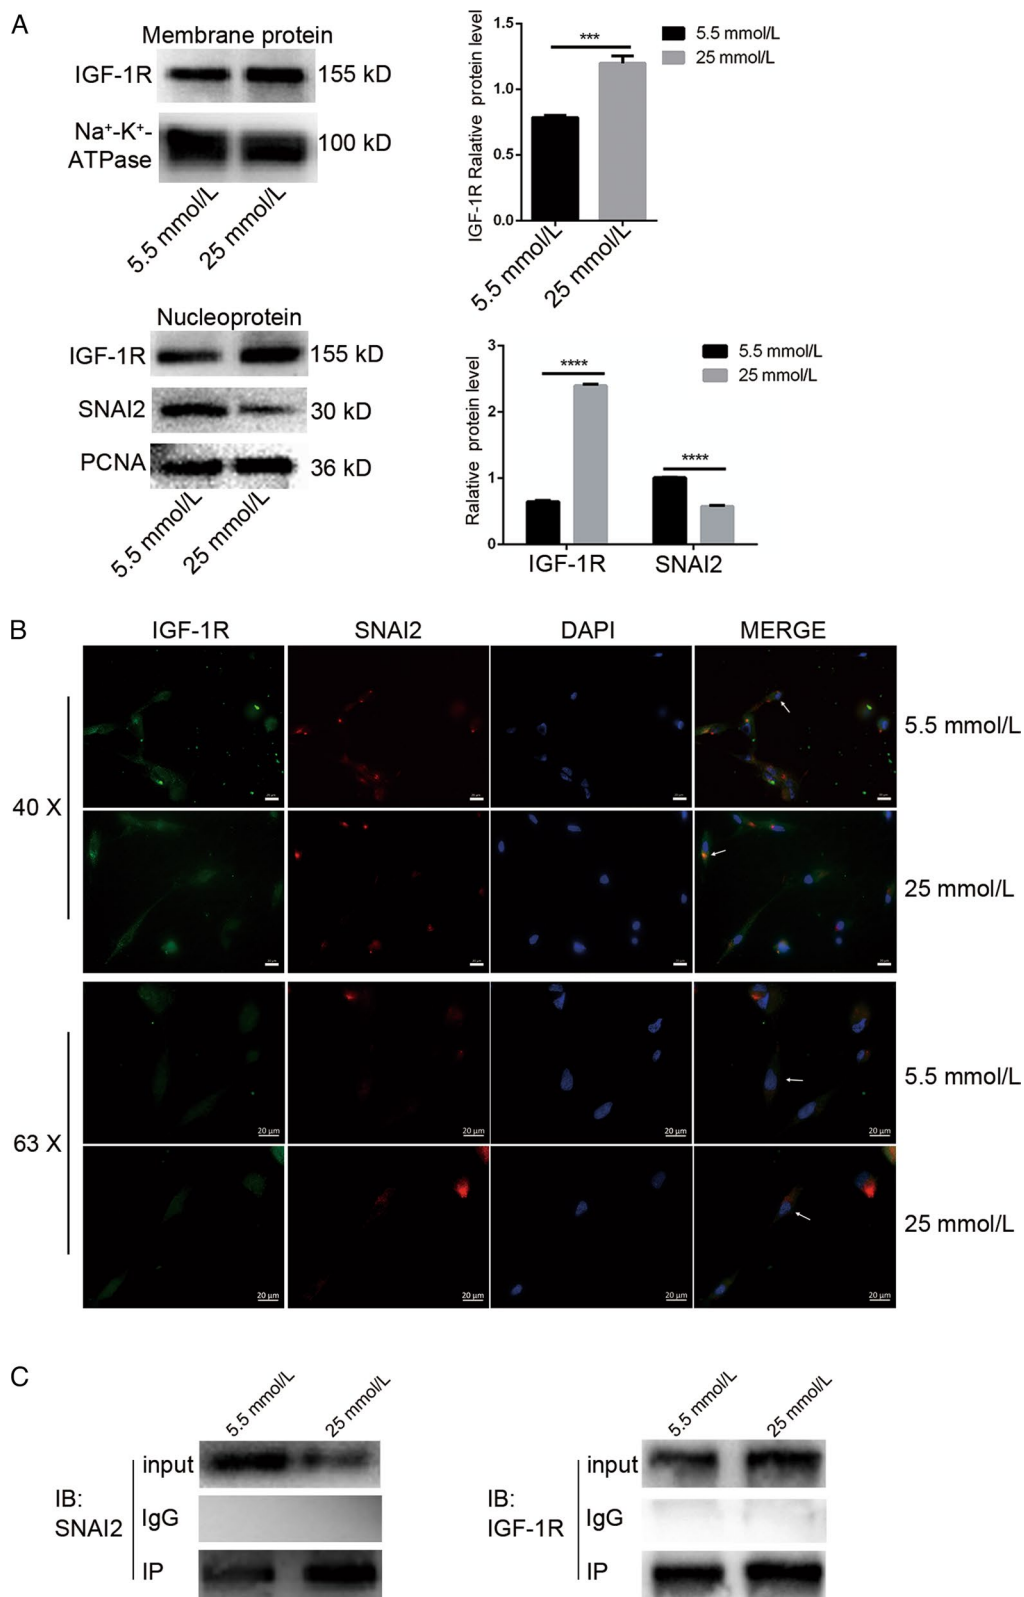 A
Membrane protein
IGF-1R
155 kD
Na⁺-K⁺-
ATPase
100 kD
5.5 mmol/L
25 mmol/L
1.5
1.0
0.5
0.0
IGF-1R Ralative protein level
***
5.5 mmol/L
25 mmol/L
5.5 mmol/L
25 mmol/L
Nucleoprotein
IGF-1R
155 kD
SNAI2
30 kD
PCNA
36 kD
5.5 mmol/L
25 mmol/L
3
2
1
0
Ralative protein level
****
****
5.5 mmol/L
25 mmol/L
IGF-1R
SNAI2
B
IGF-1R
SNAI2
DAPI
MERGE
40 X
5.5 mmol/L
25 mmol/L
63 X
5.5 mmol/L
20 µm
20 µm
20 µm
20 µm
25 mmol/L
20 µm
20 µm
20 µm
20 µm
C
5.5 mmol/L
25 mmol/L
IB:
SNAI2
input
IgG
IP
5.5 mmol/L
25 mmol/L
IB:
IGF-1R
input
IgG
IP